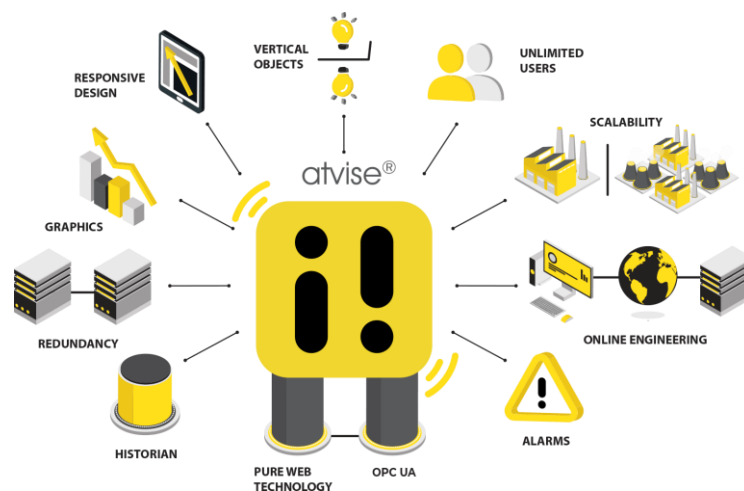 VERTICAL
OBJECTS
UNLIMITED
USERS
RESPONSIVE
DESIGN
SCALABILITY
atvise®
GRAPHICS
REDUNDANCY
ONLINE ENGINEERING
HISTORIAN
ALARMS
PURE WEB
TECHNOLOGY
OPC UA